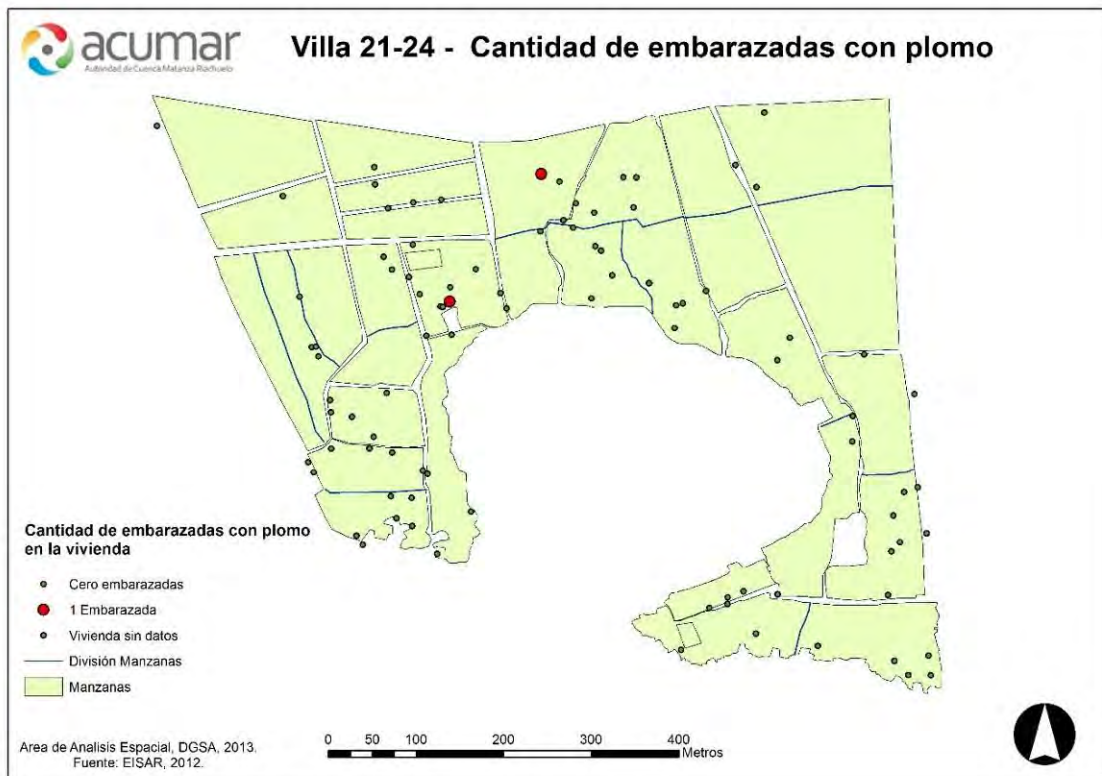 acumar
Autoridad de Cuenca Matanza Riachuelo
Villa 21-24 - Cantidad de embarazadas con plomo
Cantidad de embarazadas con plomo
en la vivienda
Cero embarazadas
1 Embarazada
Vivienda sin datos
División Manzanas
Manzanas
Area de Analisis Espacial, DGSA, 2013.
Fuente: EISAR, 2012.
0 50 100 200 300 400
Metros